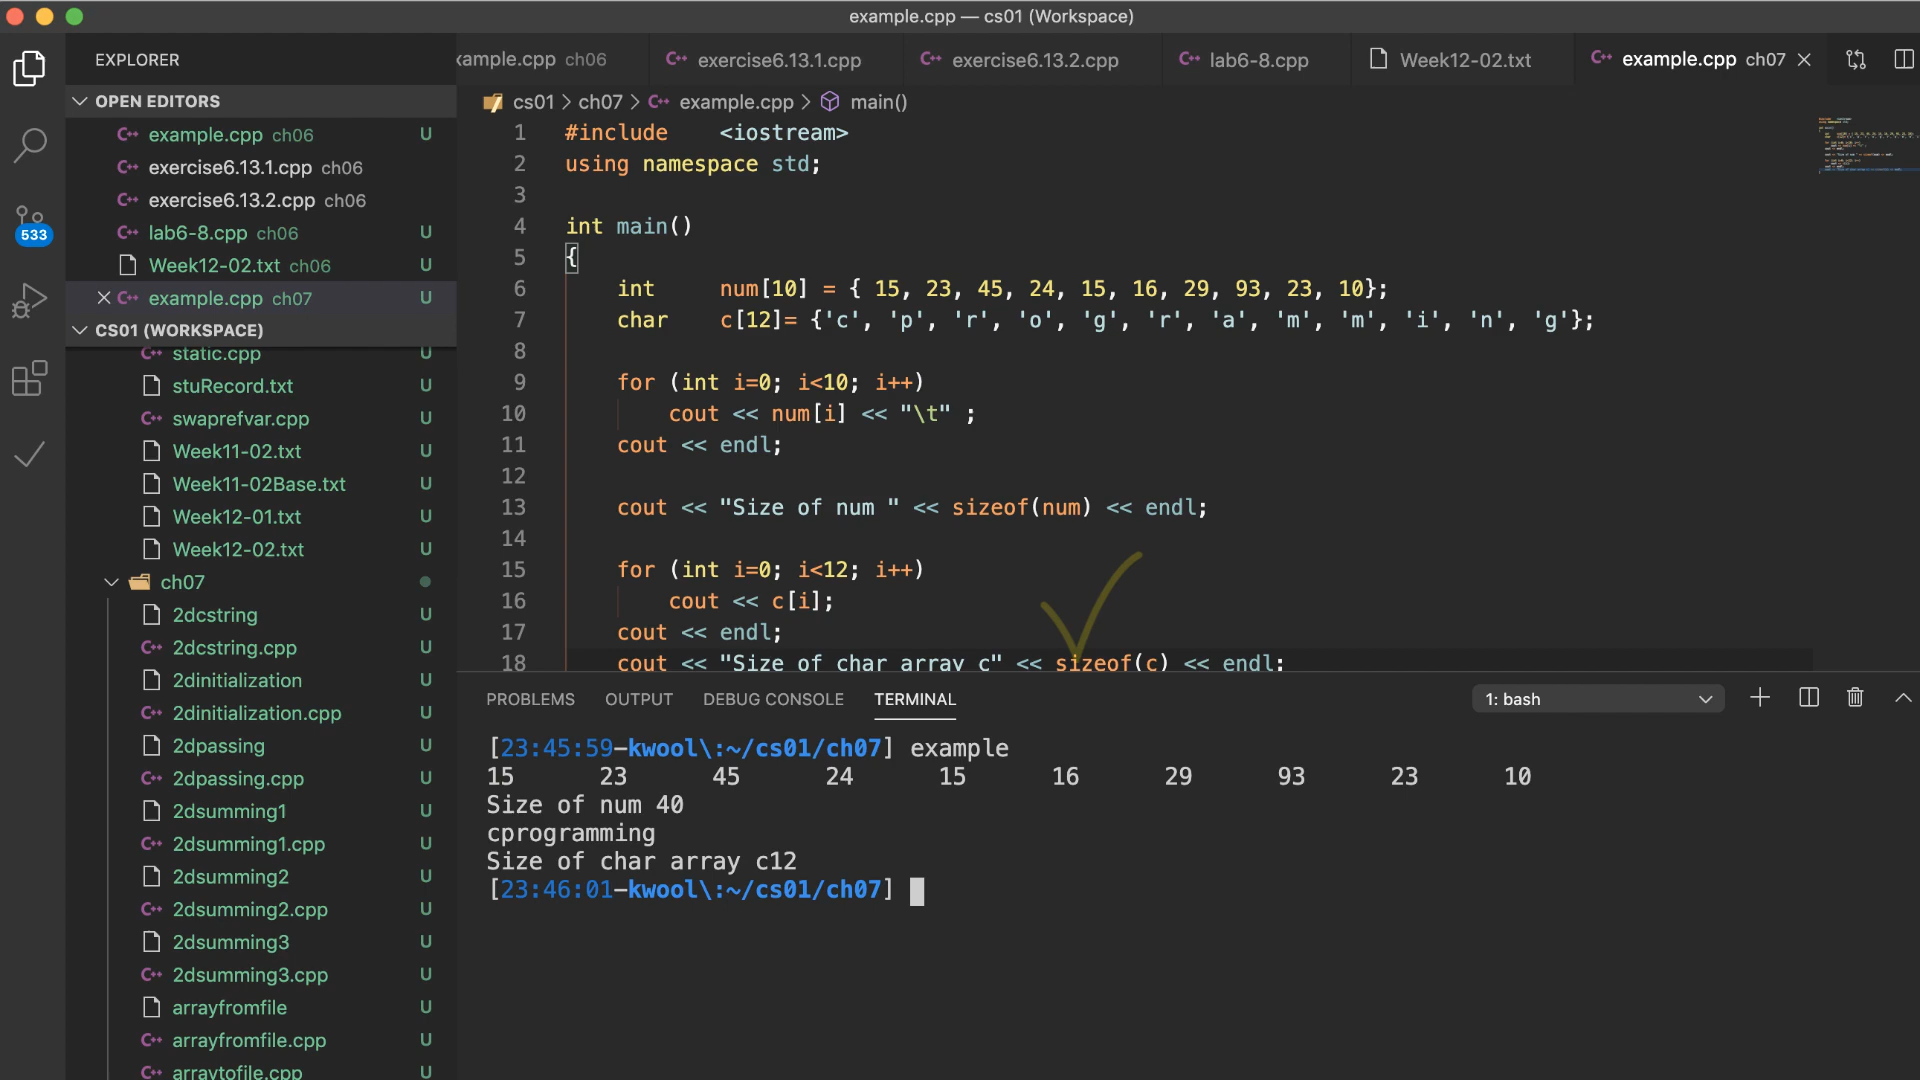 example.cpp — cs01 (Workspace)
EXPLORER
OPEN EDITORS
example.cpp ch06 U
exercise6.13.1.cpp ch06
exercise6.13.2.cpp ch06
lab6-8.cpp ch06 U
Week12-02.txt ch06 U
example.cpp ch07 U
CS01 (WORKSPACE)
static.cpp U
stuRecord.txt U
swaprefvar.cpp U
Week11-02.txt U
Week11-02Base.txt U
Week12-01.txt U
Week12-02.txt U
ch07
2dcstring U
2dcstring.cpp U
2dinitialization U
2dinitialization.cpp U
2dpassing U
2dpassing.cpp U
2dsumming1 U
2dsumming1.cpp U
2dsumming2 U
2dsumming2.cpp U
2dsumming3 U
2dsumming3.cpp U
arrayfromfile U
arrayfromfile.cpp U
arraytofile.cpp U
533
xample.cpp ch06 exercise6.13.1.cpp exercise6.13.2.cpp lab6-8.cpp Week12-02.txt example.cpp ch07
cs01 > ch07 > example.cpp > main()
1 #include <iostream>
2 using namespace std;
3
4 int main()
5 {
6 int num[10] = { 15, 23, 45, 24, 15, 16, 29, 93, 23, 10};
7 char c[12]= {'c', 'p', 'r', 'o', 'g', 'r', 'a', 'm', 'm', 'i', 'n', 'g'};
8
9 for (int i=0; i<10; i++)
10 cout << num[i] << "\t" ;
11 cout << endl;
12
13 cout << "Size of num " << sizeof(num) << endl;
14
15 for (int i=0; i<12; i++)
16 cout << c[i];
17 cout << endl;
18 cout << "Size of char array c" << sizeof(c) << endl;
PROBLEMS OUTPUT DEBUG CONSOLE TERMINAL 1: bash
[23:45:59-kwool\:~/cs01/ch07] example
15 23 45 24 15 16 29 93 23 10
Size of num 40
cprogramming
Size of char array c12
[23:46:01-kwool\:~/cs01/ch07]